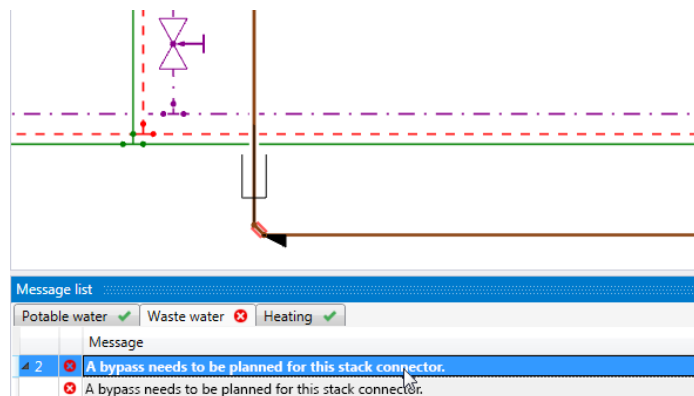 Message list
Potable water Waste water Heating
Message
2 A bypass needs to be planned for this stack connector.
A bypass needs to be planned for this stack connector.